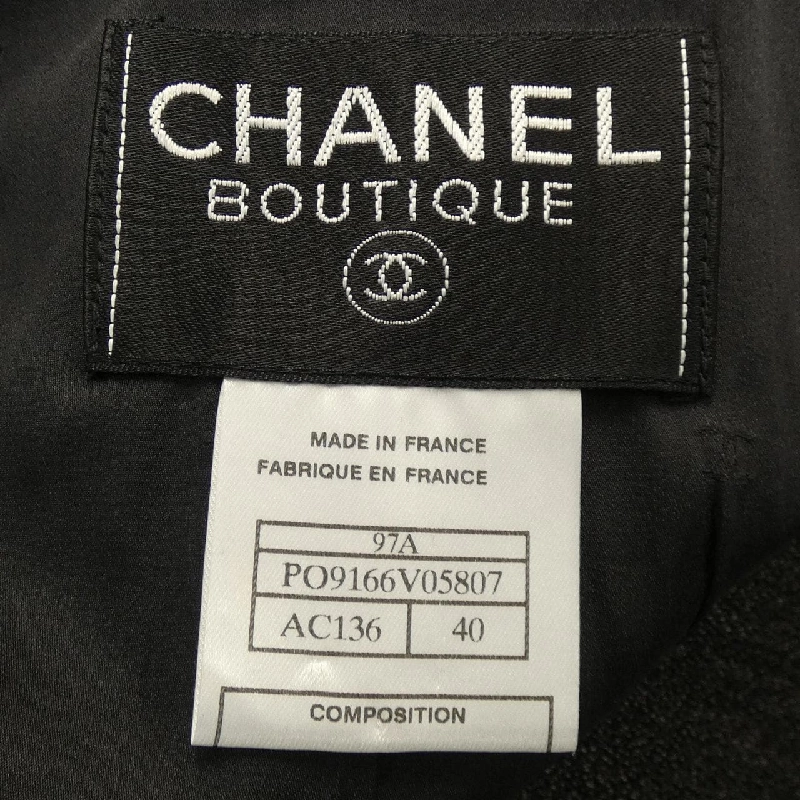 CHANEL
BOUTIQUE
MADE IN FRANCE
FABRIQUE EN FRANCE
97A
PO9166V05807
AC136 40
COMPOSITION